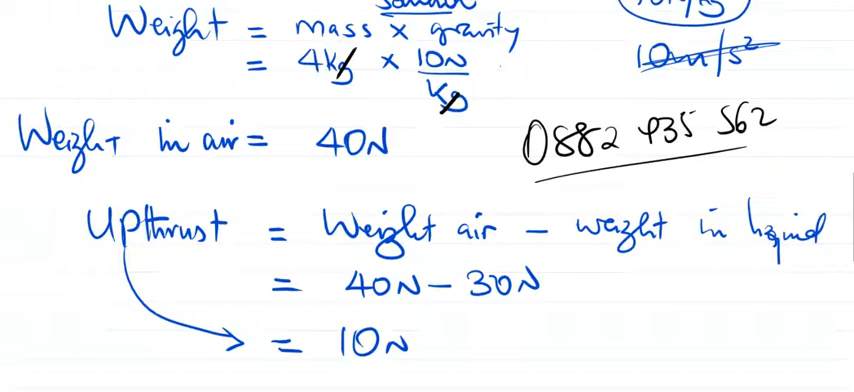 Weight = mass x gravity
= 4kg x 10N/kg
10m/s²
Weight in air = 40N
0882 935 562
Upthrust = Weight air - weight in liquid
= 40N - 30N
= 10N